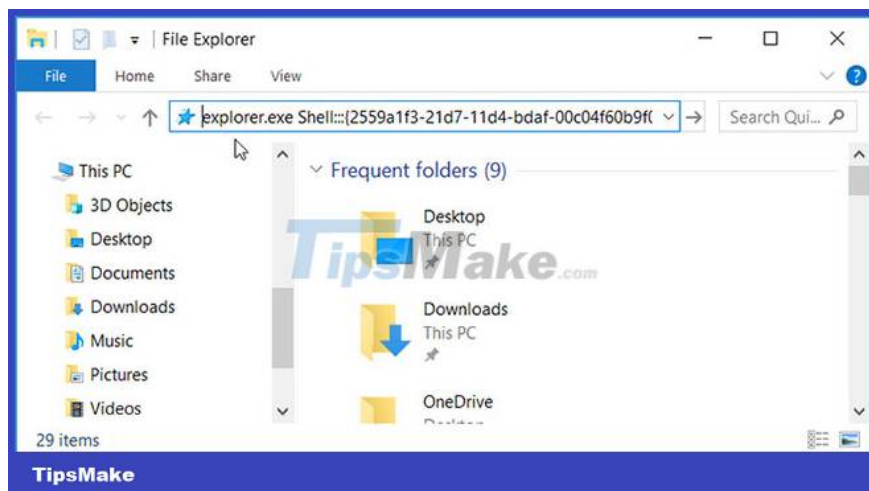 File Explorer
File Home Share View
explorer.exe Shell:::{2559a1f3-21d7-11d4-bdaf-00c04f60b9f(
Search Qui...
This PC
3D Objects
Desktop
Documents
Downloads
Music
Pictures
Videos
Frequent folders (9)
Desktop
This PC
Downloads
This PC
OneDrive
Desktop
TipsMake.com
29 items
TipsMake